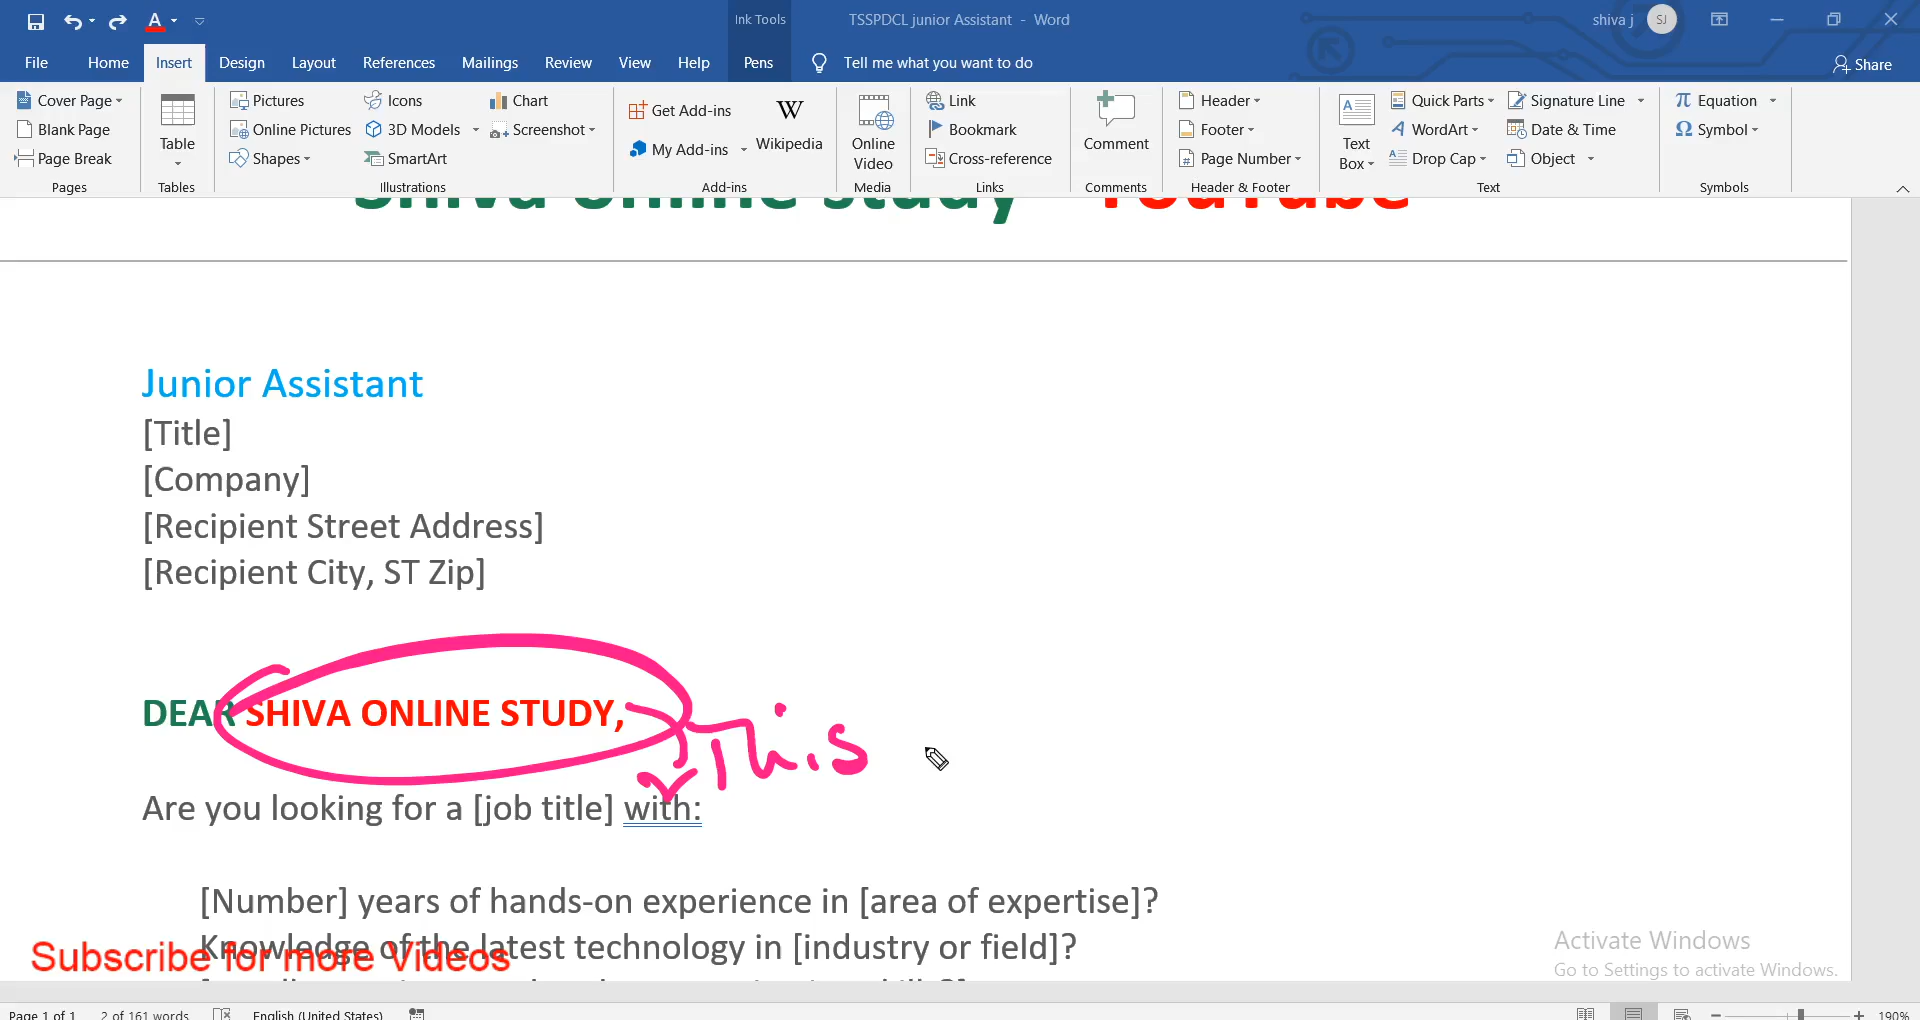 A Ink Tools TSSPDCL junior Assistant - Word shiva j SJ
File Home Insert Design Layout References Mailings Review View Help Pens Tell me what you want to do Share
Cover Page Pictures Icons Chart Get Add-ins W Link Header Quick Parts Signature Line Equation
Blank Page Table Online Pictures 3D Models Screenshot My Add-ins Wikipedia Online Video Bookmark Comment Footer Text Box WordArt Date & Time Symbol
Page Break Shapes SmartArt Cross-reference Page Number Drop Cap Object
Pages Tables Illustrations Add-ins Media Links Comments Header & Footer Text Symbols
Shiva online study YouTube
Junior Assistant
[Title]
[Company]
[Recipient Street Address]
[Recipient City, ST Zip]
DEAR SHIVA ONLINE STUDY,
This
Are you looking for a [job title] with:
[Number] years of hands-on experience in [area of expertise]?
Knowledge of the latest technology in [industry or field]?
Subscribe for more Videos
Activate Windows
Go to Settings to activate Windows.
Page 1 of 1 2 of 161 words English (United States) 190%